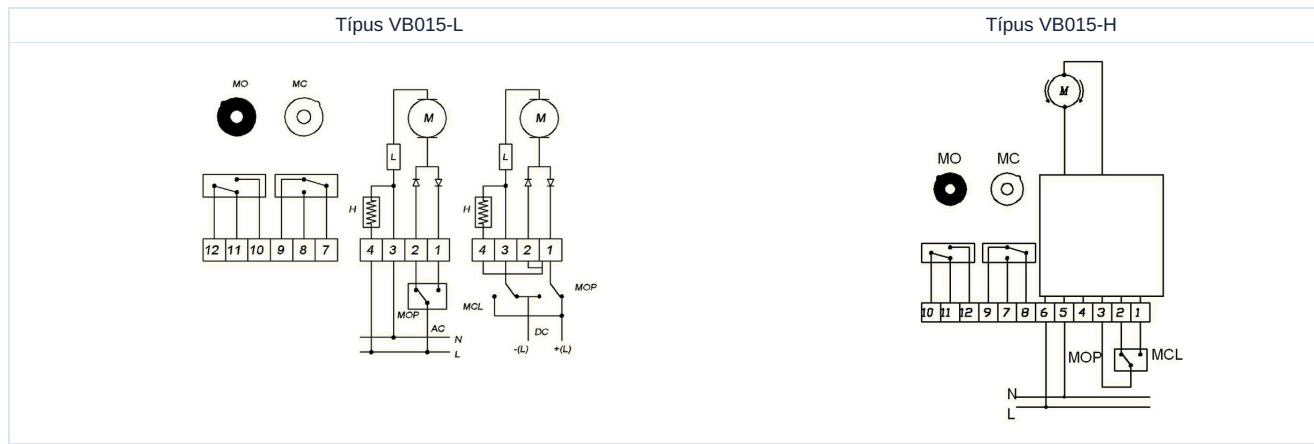 Típus VB015-L
Típus VB015-H
MO MC
M M
L L
H H
12 11 10 9 8 7
4 3 2 1
4 3 2 1
MOP
AC
N
L
MCL
MOP
DC
-(L) +(L)
M
MO MC
10 11 12 9 7 8 6 5 4 3 2 1
MOP MCL
N
L